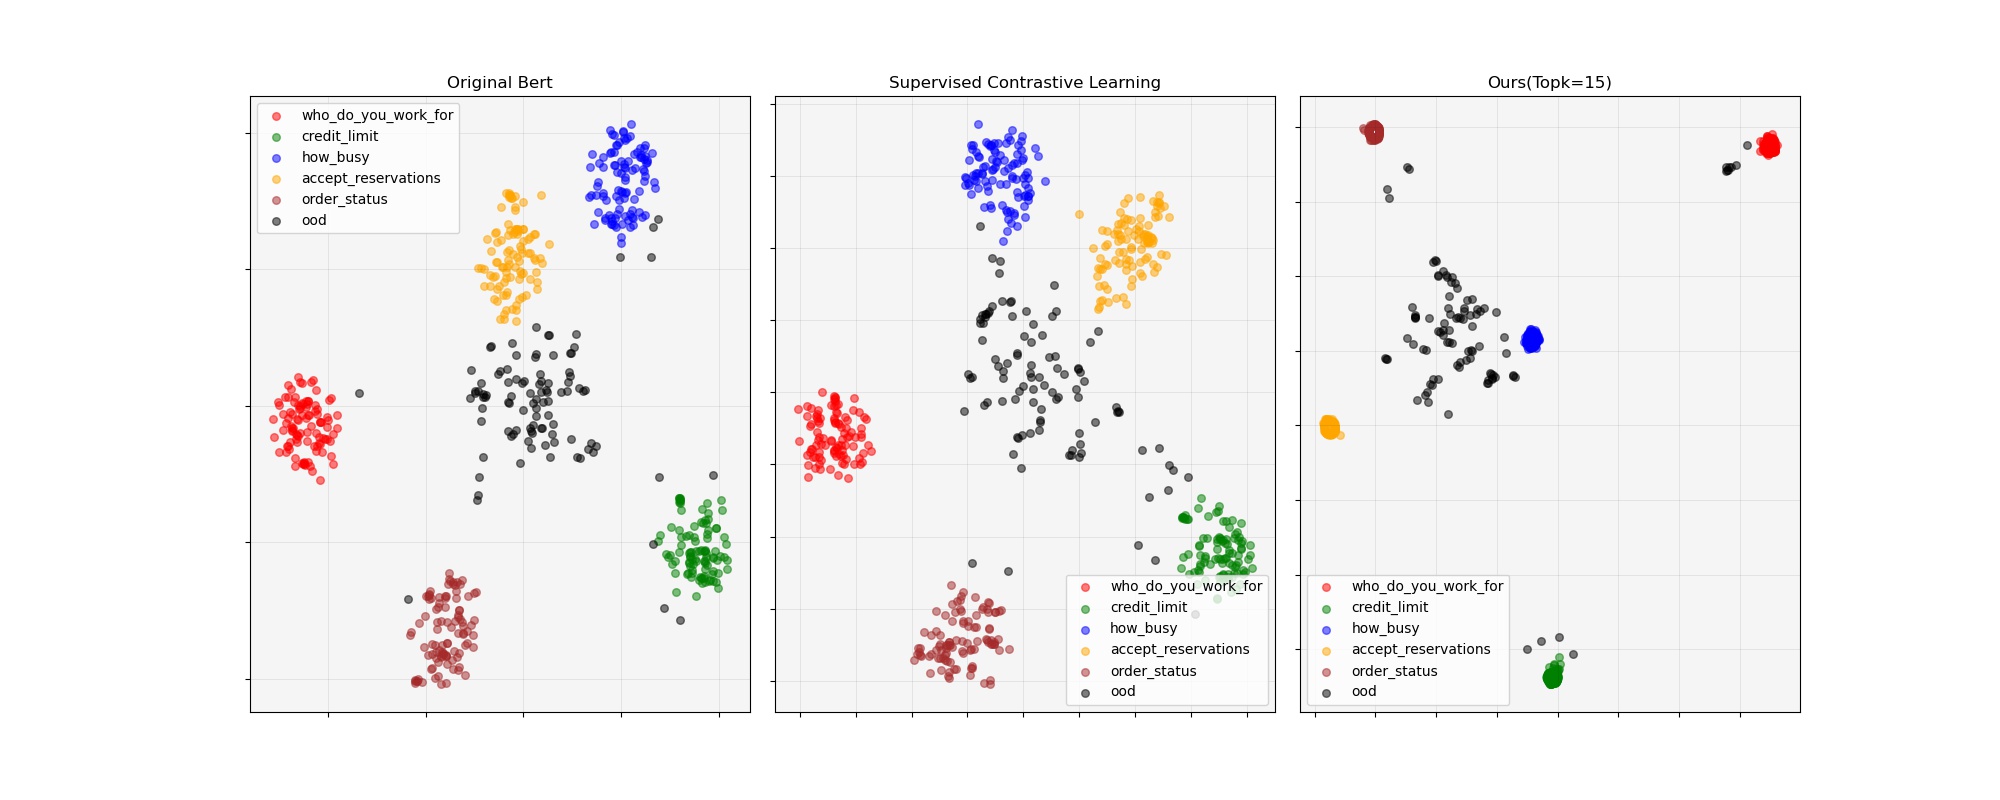 Original Bert
who_do_you_work_for
credit_limit
how_busy
accept_reservations
order_status
ood
Supervised Contrastive Learning
who_do_you_work_for
credit_limit
how_busy
accept_reservations
order_status
ood
Ours(Topk=15)
who_do_you_work_for
credit_limit
how_busy
accept_reservations
order_status
ood